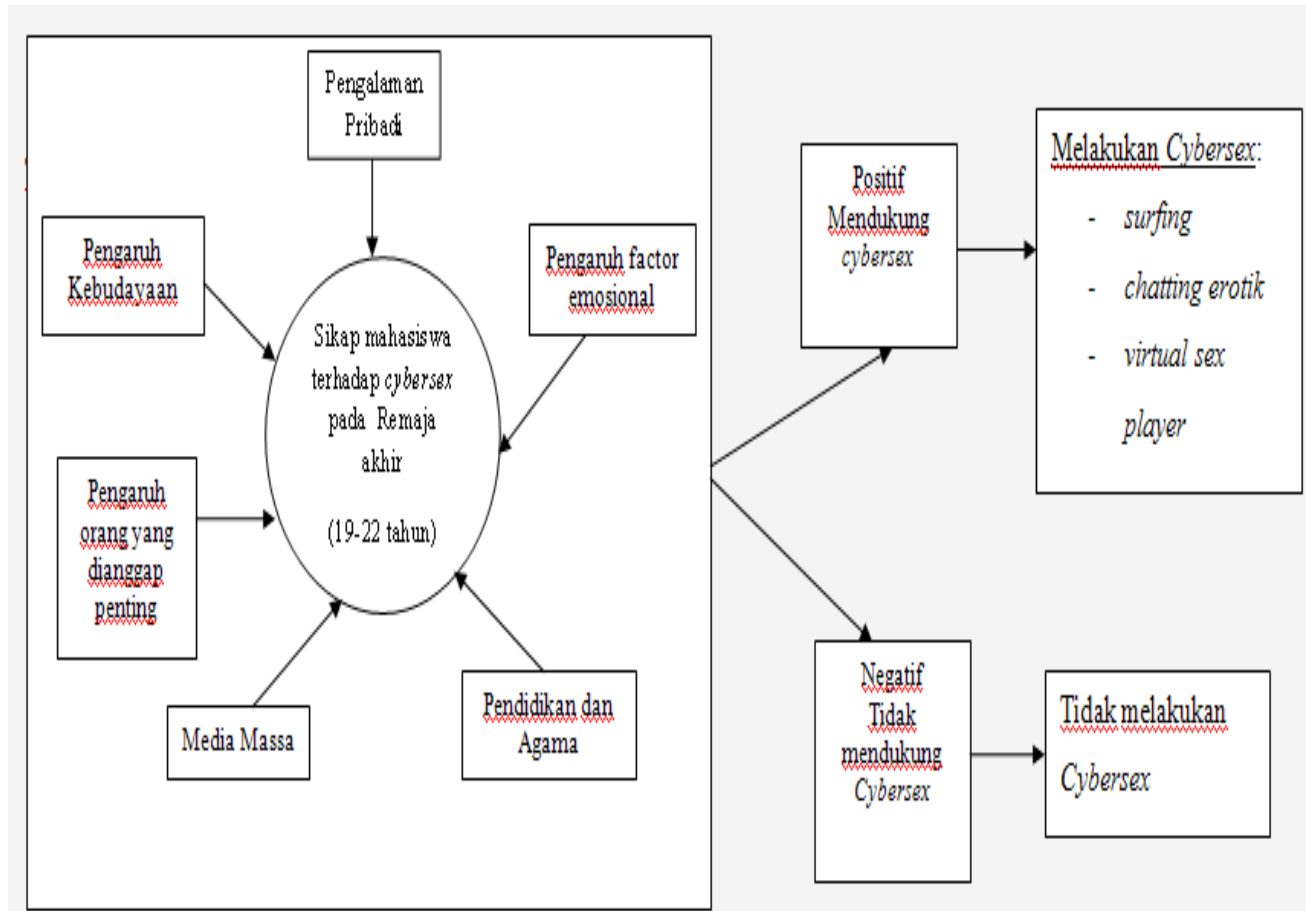 Pengalaman
Pribadi
Pengaruh
Kebudayaan
Pengaruh factor
emosional
Sikap mahasiswa
terhadap cybersex
pada Remaja
akhir
(19-22 tahun)
Pengaruh
orang yang
dianggap
penting
Media Massa
Pendidikan dan
Agama
Positif
Mendukung
cybersex
Melakukan Cybersex:
- surfing
- chatting erotik
- virtual sex
player
Negatif
Tidak
mendukung
Cybersex
Tidak melakukan
Cybersex